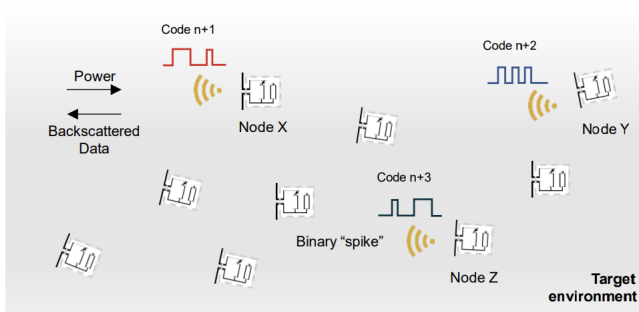 Code n+1
Code n+2
Power
Backscattered
Data
Node X
Node Y
Code n+3
Binary “spike”
Node Z
Target
environment